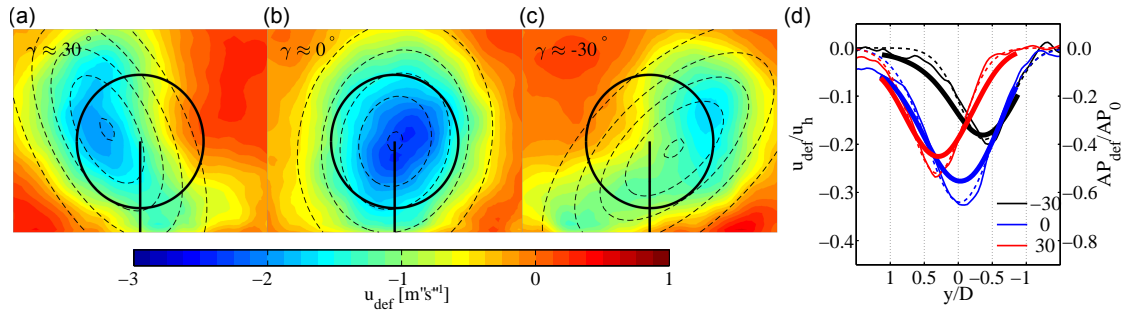 (a)
γ ≈ 30°
(b)
γ ≈ 0°
(c)
γ ≈ -30°
−3
−2
−1
0
1
u_def [m"s"^-1]
(d)
0.0
−0.1
−0.2
−0.3
−0.4
u_def/u_h
0.0
−0.2
−0.4
−0.6
−0.8
AP_def/AP_0
−30
0
30
1
0.5
0
−0.5
−1
y/D